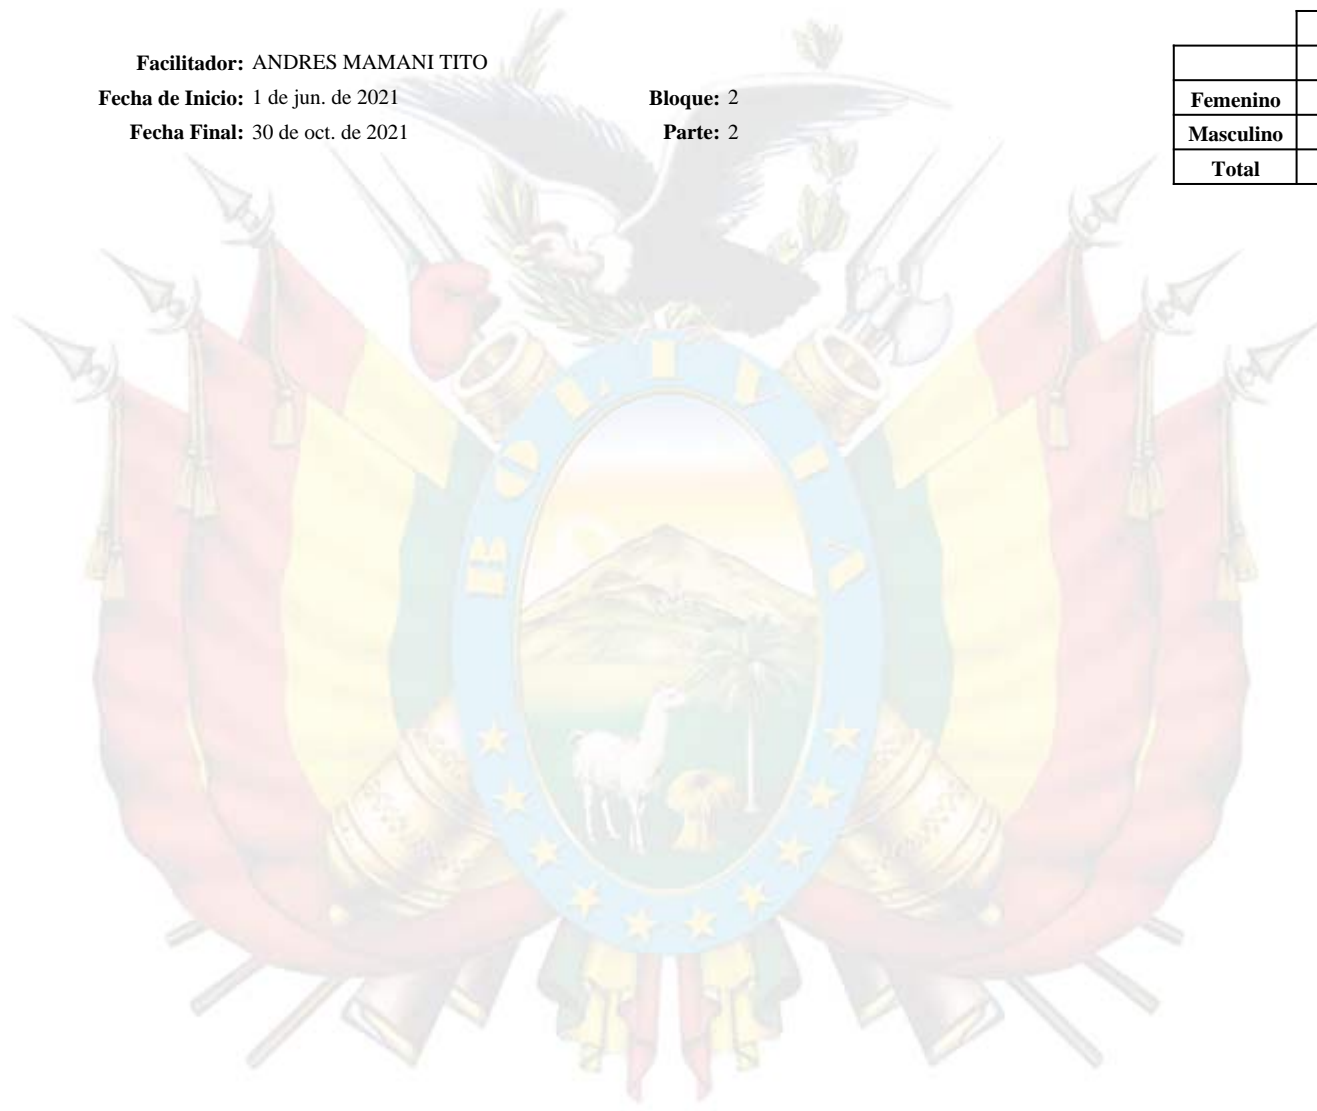 Facilitador: ANDRES MAMANI TITO
Fecha de Inicio: 1 de jun. de 2021 Bloque: 2
Fecha Final: 30 de oct. de 2021 Parte: 2
Femenino
Masculino
Total
BOLIVIA